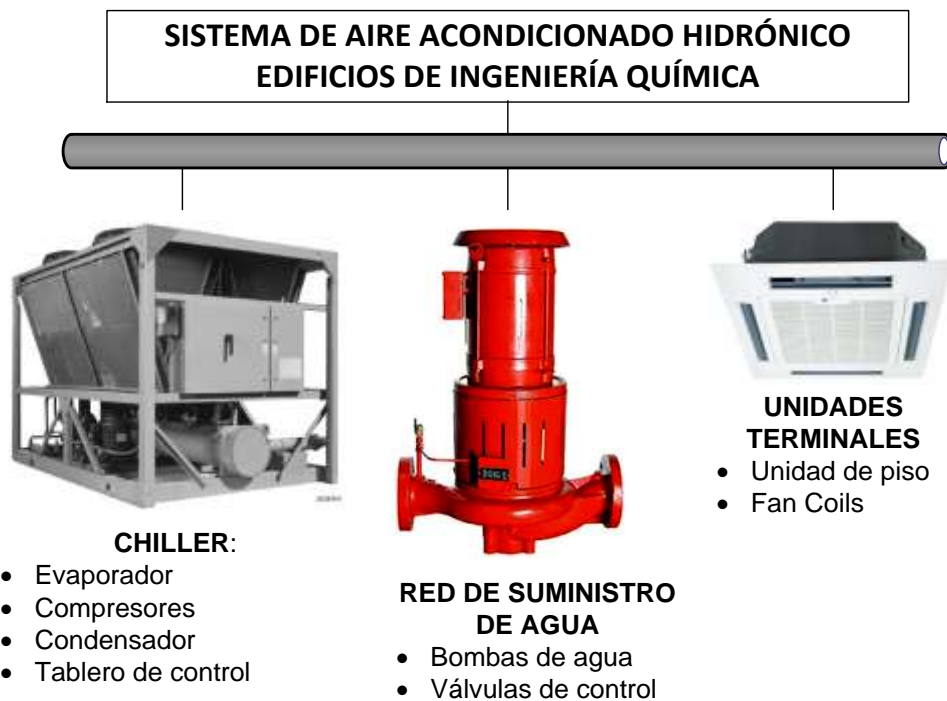 SISTEMA DE AIRE ACONDICIONADO HIDRÓNICO
EDIFICIOS DE INGENIERÍA QUÍMICA
CHILLER:
• Evaporador
• Compresores
• Condensador
• Tablero de control
RED DE SUMINISTRO
DE AGUA
• Bombas de agua
• Válvulas de control
UNIDADES
TERMINALES
• Unidad de piso
• Fan Coils